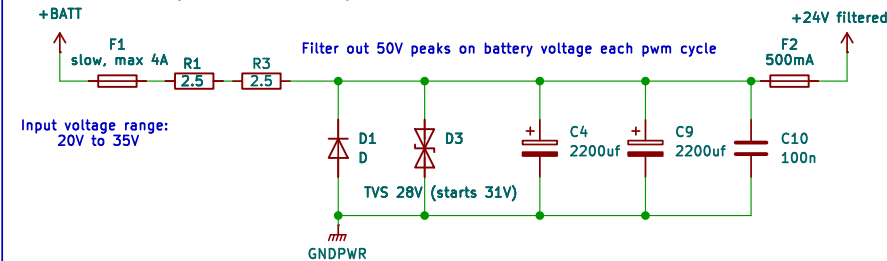 +BATT
+24V filtered
F1
slow, max 4A
R1
2.5
R3
2.5
Filter out 50V peaks on battery voltage each pwm cycle
F2
500mA
Input voltage range:
20V to 35V
D1
D
D3
TVS 28V (starts 31V)
+
C4
2200uf
+
C9
2200uf
C10
100n
GNDPWR